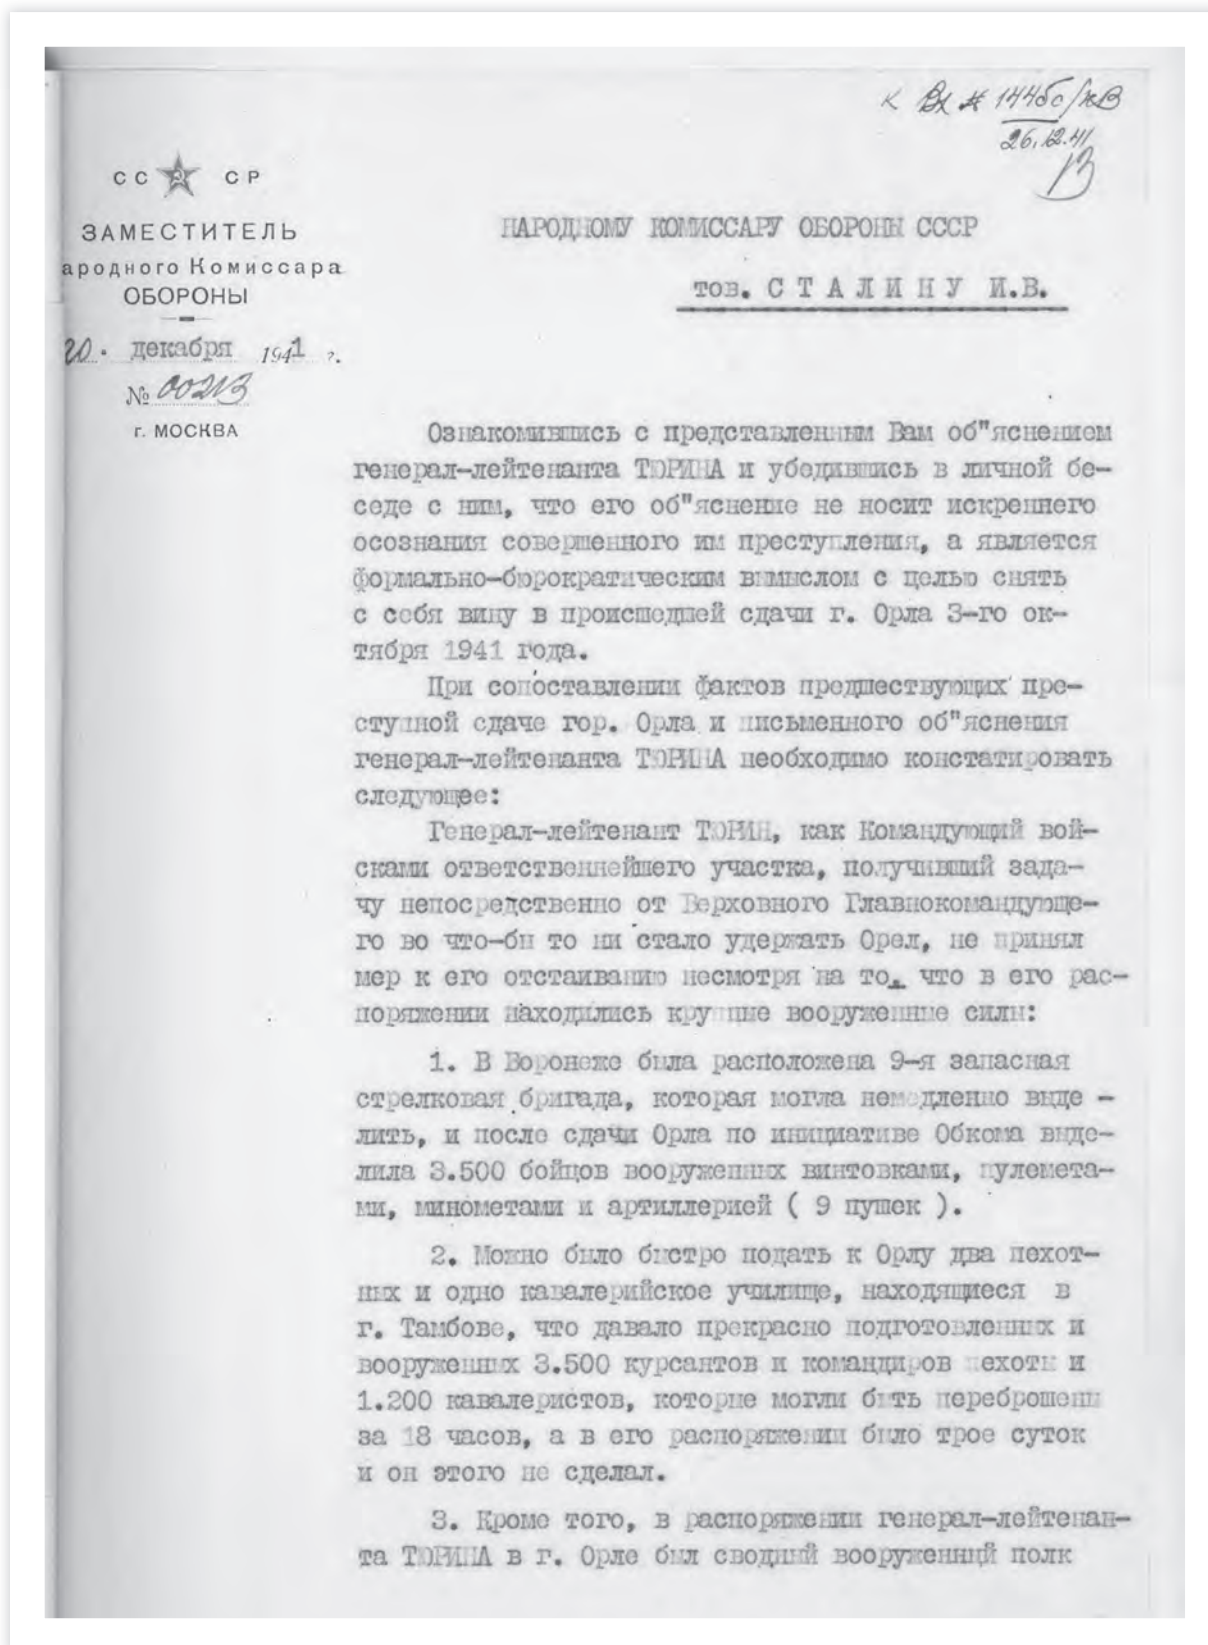 К Вх # 1445с/жВ
26.12.41
13
СС СР
ЗАМЕСТИТЕЛЬ
ародного Комиссара
ОБОРОНЫ
20. декабря 1941 г.
№ 00213
г. МОСКВА
НАРОДНОМУ КОМИССАРУ ОБОРОНЫ СССР
тов. С Т А Л И Н У И.В.
Ознакомившись с представленным Вам об"яснением
генерал-лейтенанта ТЮРИНА и убедившись в личной бе-
седе с ним, что его об"яснение не носит искреннего
осознания совершенного им преступления, а является
формально-бюрократическим вымыслом с целью снять
с себя вину в происшедшей сдачи г. Орла 3-го ок-
тября 1941 года.
При сопоставлении фактов предшествующих пре-
ступной сдаче гор. Орла и письменного об"яснения
генерал-лейтенанта ТЮРИНА необходимо констатировать
следующее:
Генерал-лейтенант ТЮРИН, как Командующий вой-
сками ответственнейшего участка, получивший зада-
чу непосредственно от Верховного Главнокомандующе-
го во что-бы то ни стало удержать Орел, не принял
мер к его отстаиванию несмотря на то, что в его рас-
поряжении находились крупные вооруженные силы:
1. В Воронеже была расположена 9-я запасная
стрелковая бригада, которая могла немедленно выде -
лить, и после сдачи Орла по инициативе Обкома выде-
лила 3.500 бойцов вооруженных винтовками, пулемета-
ми, минометами и артиллерией ( 9 пушек ).
2. Можно было быстро подать к Орлу два пехот-
ных и одно кавалерийское училище, находящиеся в
г. Тамбове, что давало прекрасно подготовленных и
вооруженных 3.500 курсантов и командиров пехоты и
1.200 кавалеристов, которые могли быть переброшены
за 18 часов, а в его распоряжении было трое суток
и он этого не сделал.
3. Кроме того, в распоряжении генерал-лейтенан-
та ТЮРИНА в г. Орле был сводный вооруженный полк